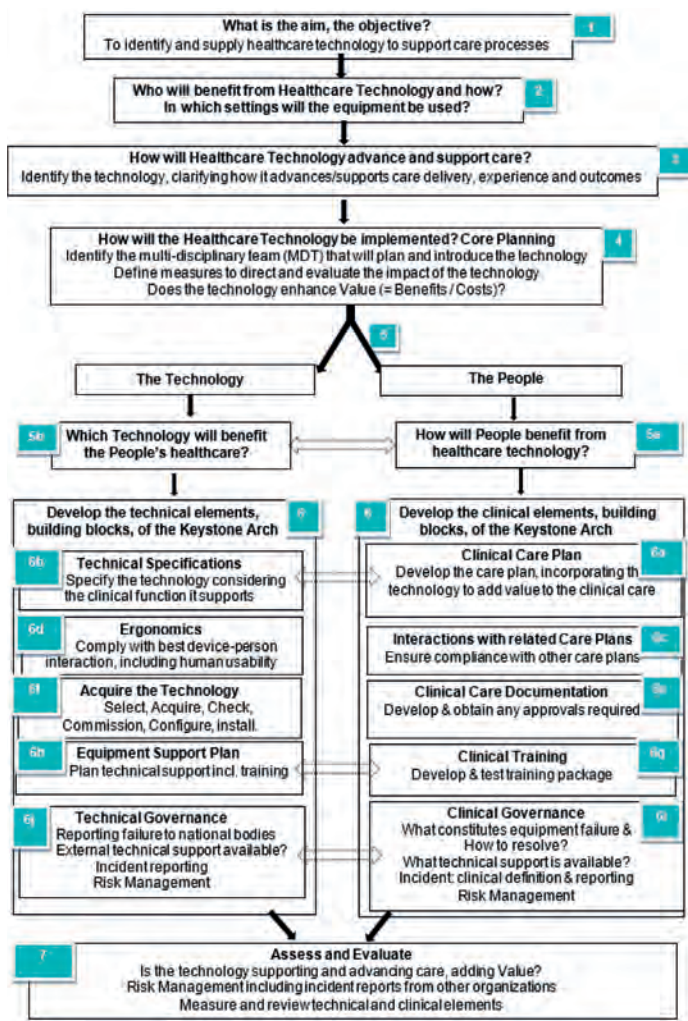 What is the aim, the objective?
1
To identify and supply healthcare technology to support care processes
Who will benefit from Healthcare Technology and how?
2
In which settings will the equipment be used?
How will Healthcare Technology advance and support care?
3
Identify the technology, clarifying how it advances/supports care delivery, experience and outcomes
How will the Healthcare Technology be implemented? Core Planning
4
Identify the multi-disciplinary team (MDT) that will plan and introduce the technology
Define measures to direct and evaluate the impact of the technology
Does the technology enhance Value (= Benefits / Costs)?
5
The Technology
The People
5b
Which Technology will benefit
the People's healthcare?
How will People benefit from
5a
healthcare technology?
Develop the technical elements,
6
building blocks, of the Keystone Arch
6b
Technical Specifications
Specify the technology considering
the clinical function it supports
6d
Ergonomics
Comply with best device-person
interaction, including human usability
6f
Acquire the Technology
Select, Acquire, Check,
Commission, Configure, install.
6h
Equipment Support Plan
Plan technical support incl. training
6j
Technical Governance
Reporting failure to national bodies
External technical support available?
Incident reporting
Risk Management
6
Develop the clinical elements, building
blocks, of the Keystone Arch
Clinical Care Plan
6a
Develop the care plan, incorporating th
technology to add value to the clinical care
Interactions with related Care Plans
6c
Ensure compliance with other care plans
Clinical Care Documentation
6e
Develop & obtain any approvals required
Clinical Training
6g
Develop & test training package
Clinical Governance
6i
What constitutes equipment failure &
How to resolve?
What technical support is available?
Incident: clinical definition & reporting
Risk Management
7
Assess and Evaluate
Is the technology supporting and advancing care, adding Value?
Risk Management including incident reports from other organizations
Measure and review technical and clinical elements